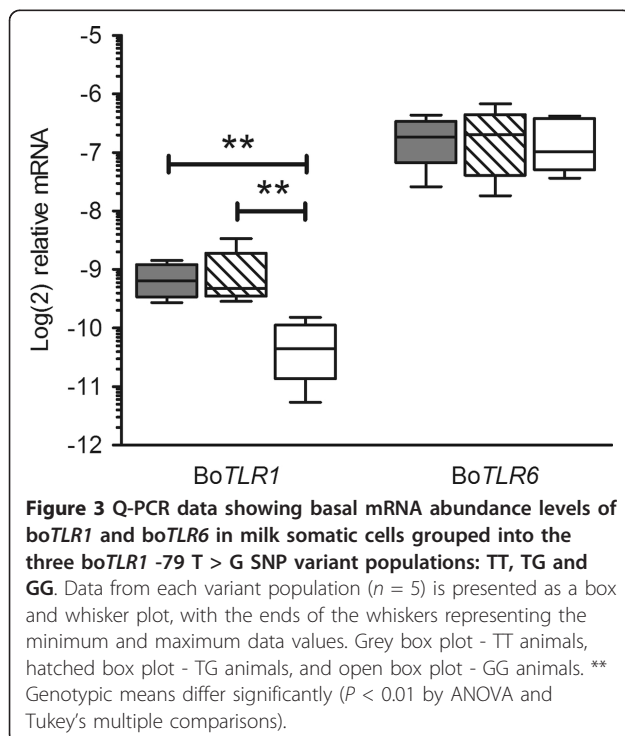 -5
-6
-7
-8
-9
-10
-11
-12
Log(2) relative mRNA
**
**
BoTLR1 BoTLR6
Figure 3 Q-PCR data showing basal mRNA abundance levels of
boTLR1 and boTLR6 in milk somatic cells grouped into the
three boTLR1 -79 T > G SNP variant populations: TT, TG and
GG. Data from each variant population (n = 5) is presented as a box
and whisker plot, with the ends of the whiskers representing the
minimum and maximum data values. Grey box plot - TT animals,
hatched box plot - TG animals, and open box plot - GG animals. **
Genotypic means differ significantly (P < 0.01 by ANOVA and
Tukey's multiple comparisons).